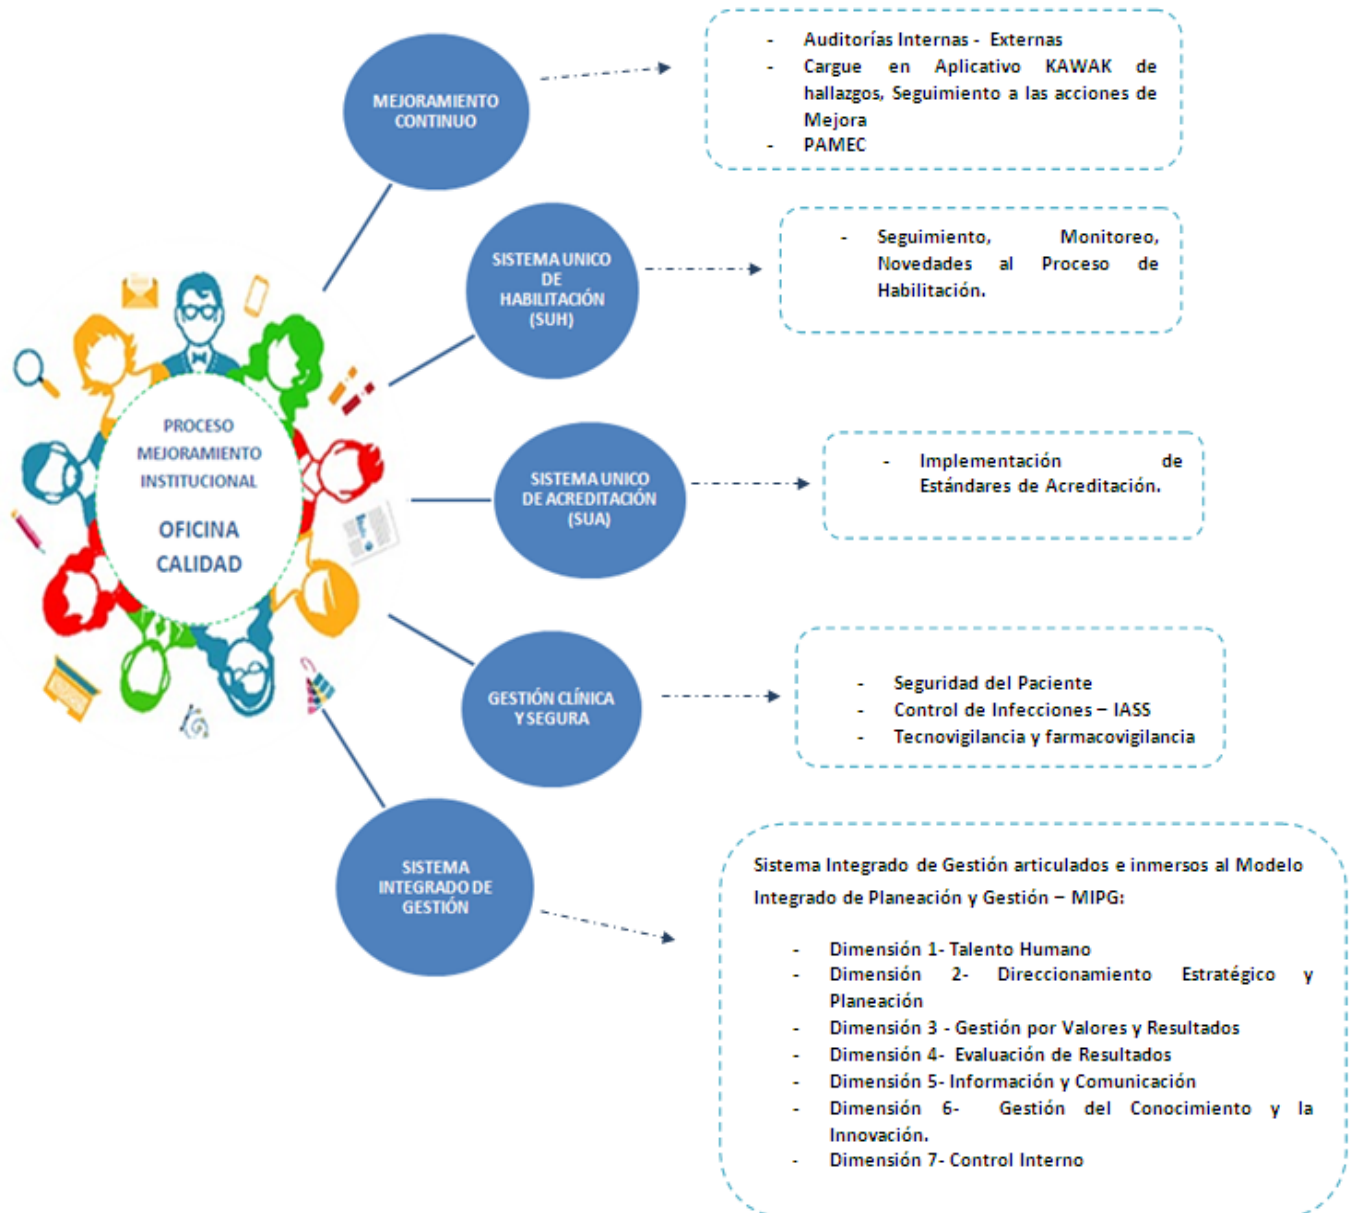 PROCESO
MEJORAMIENTO
INSTITUCIONAL
OFICINA
CALIDAD
MEJORAMIENTO
CONTINUO
- Auditorías Internas - Externas
- Cargue en Aplicativo KAWAK de
hallazgos, Seguimiento a las acciones de
Mejora
- PAMEC
SISTEMA UNICO
DE
HABILITACIÓN
(SUH)
- Seguimiento, Monitoreo,
Novedades al Proceso de
Habilitación.
SISTEMA UNICO
DE ACREDITACIÓN
(SUA)
- Implementación de
Estándares de Acreditación.
GESTIÓN CLÍNICA
Y SEGURA
- Seguridad del Paciente
- Control de Infecciones – IASS
- Tecnovigilancia y farmacovigilancia
SISTEMA
INTEGRADO DE
GESTIÓN
Sistema Integrado de Gestión articulados e inmersos al Modelo
Integrado de Planeación y Gestión – MIPG:
- Dimensión 1- Talento Humano
- Dimensión 2- Direccionamiento Estratégico y
Planeación
- Dimensión 3 - Gestión por Valores y Resultados
- Dimensión 4- Evaluación de Resultados
- Dimensión 5- Información y Comunicación
- Dimensión 6- Gestión del Conocimiento y la
Innovación.
- Dimensión 7- Control Interno